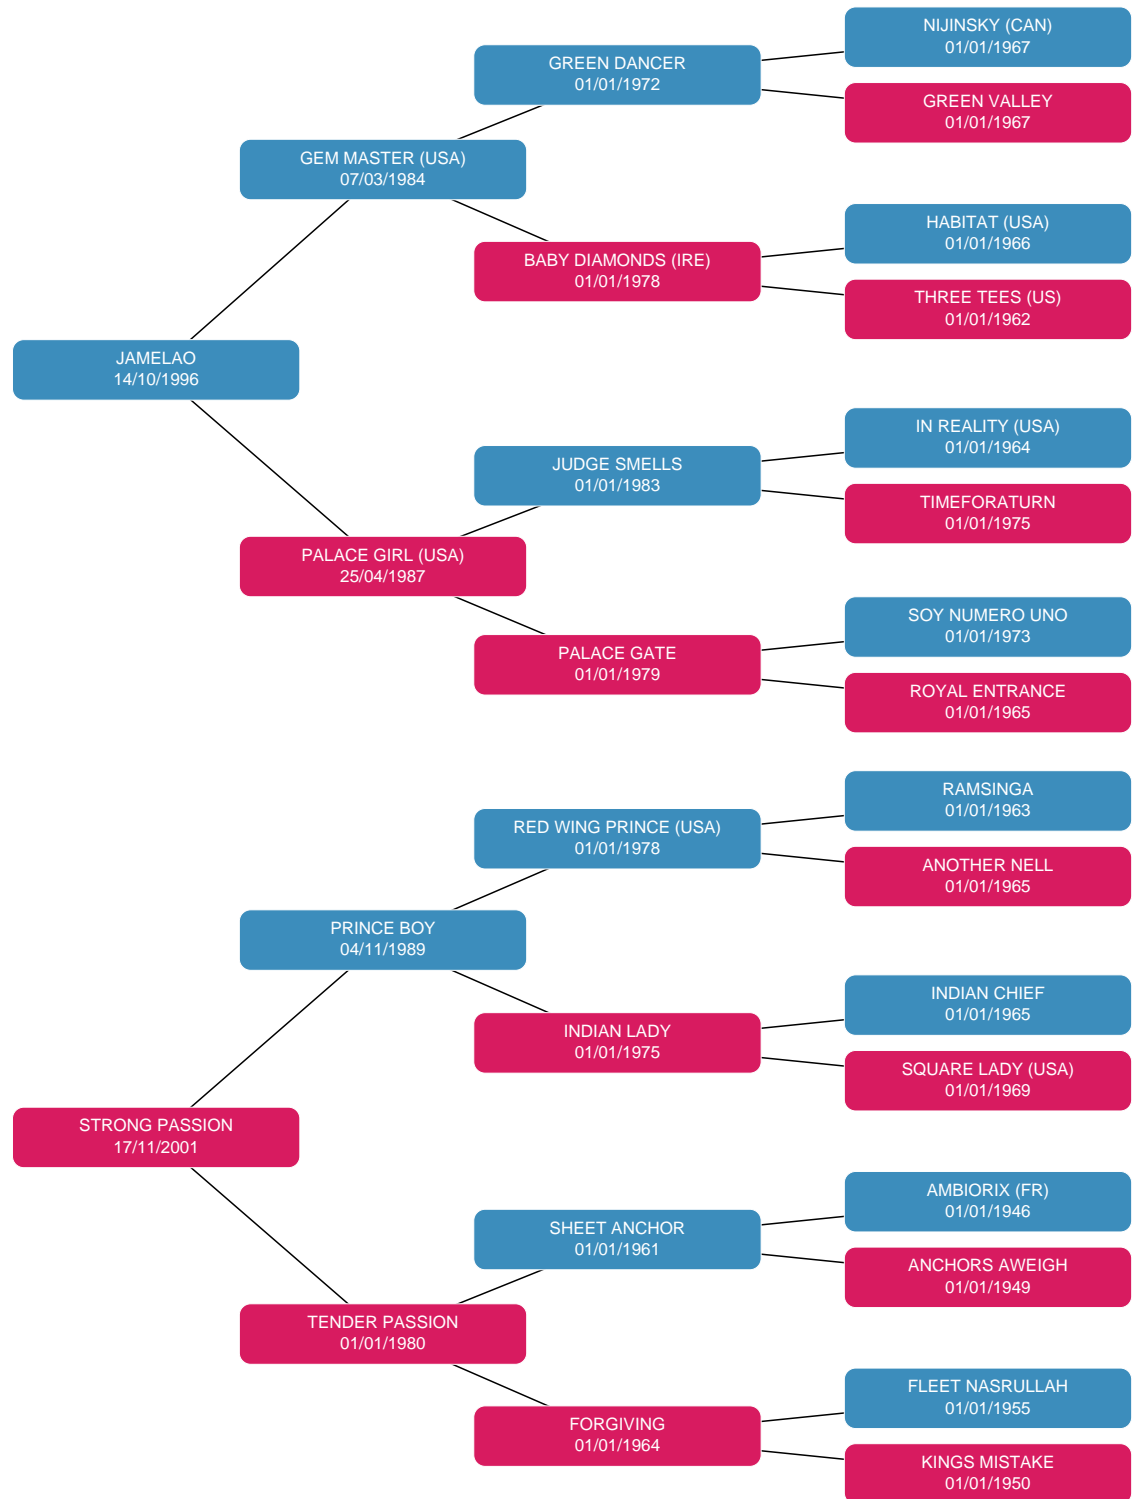 NIJINSKY (CAN)
01/01/1967
GREEN DANCER
01/01/1972
GREEN VALLEY
01/01/1967
GEM MASTER (USA)
07/03/1984
HABITAT (USA)
01/01/1966
BABY DIAMONDS (IRE)
01/01/1978
THREE TEES (US)
01/01/1962
JAMELAO
14/10/1996
IN REALITY (USA)
01/01/1964
JUDGE SMELLS
01/01/1983
TIMEFORATURN
01/01/1975
PALACE GIRL (USA)
25/04/1987
SOY NUMERO UNO
01/01/1973
PALACE GATE
01/01/1979
ROYAL ENTRANCE
01/01/1965
RAMSINGA
01/01/1963
RED WING PRINCE (USA)
01/01/1978
ANOTHER NELL
01/01/1965
PRINCE BOY
04/11/1989
INDIAN CHIEF
01/01/1965
INDIAN LADY
01/01/1975
SQUARE LADY (USA)
01/01/1969
STRONG PASSION
17/11/2001
AMBIORIX (FR)
01/01/1946
SHEET ANCHOR
01/01/1961
ANCHORS AWEIGH
01/01/1949
TENDER PASSION
01/01/1980
FLEET NASRULLAH
01/01/1955
FORGIVING
01/01/1964
KINGS MISTAKE
01/01/1950